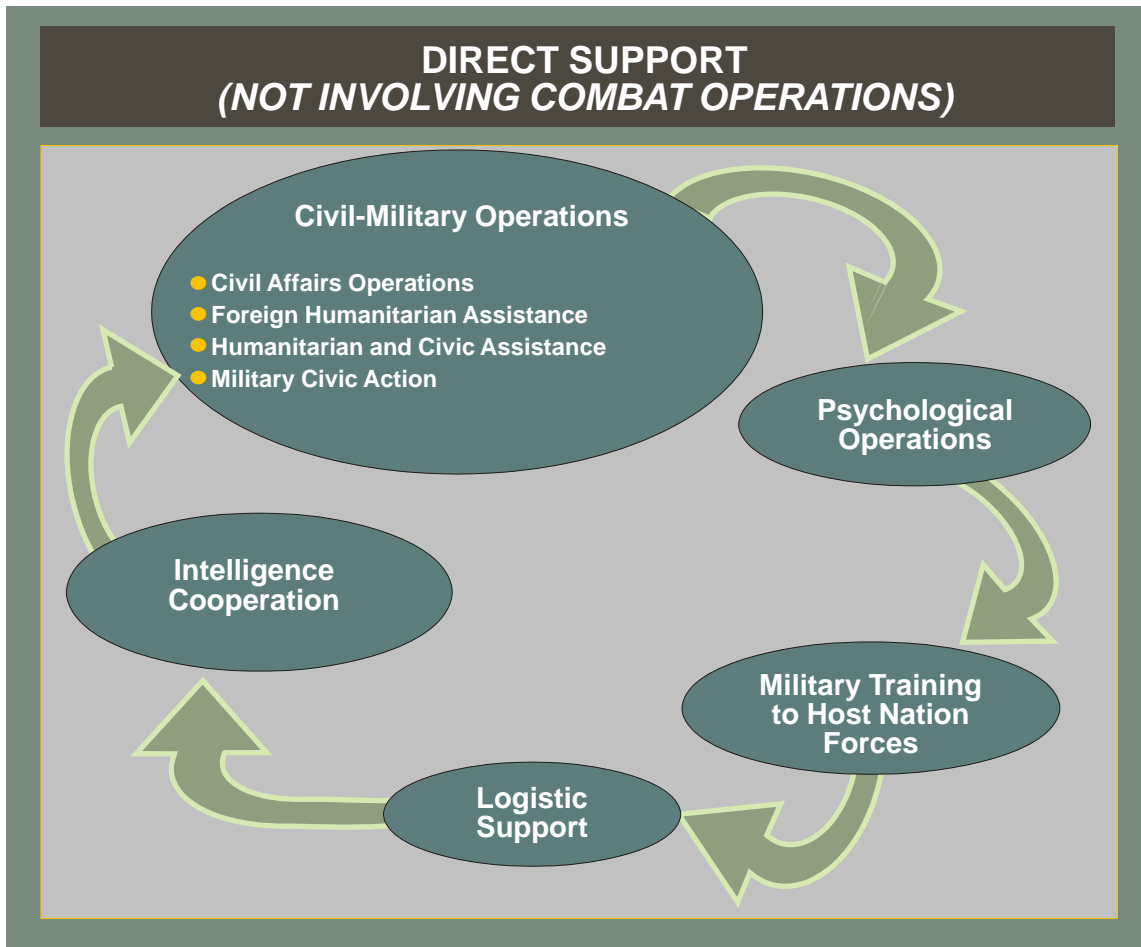 DIRECT SUPPORT
(NOT INVOLVING COMBAT OPERATIONS)
Civil-Military Operations
Civil Affairs Operations
Foreign Humanitarian Assistance
Humanitarian and Civic Assistance
Military Civic Action
Psychological
Operations
Military Training
to Host Nation
Forces
Logistic
Support
Intelligence
Cooperation